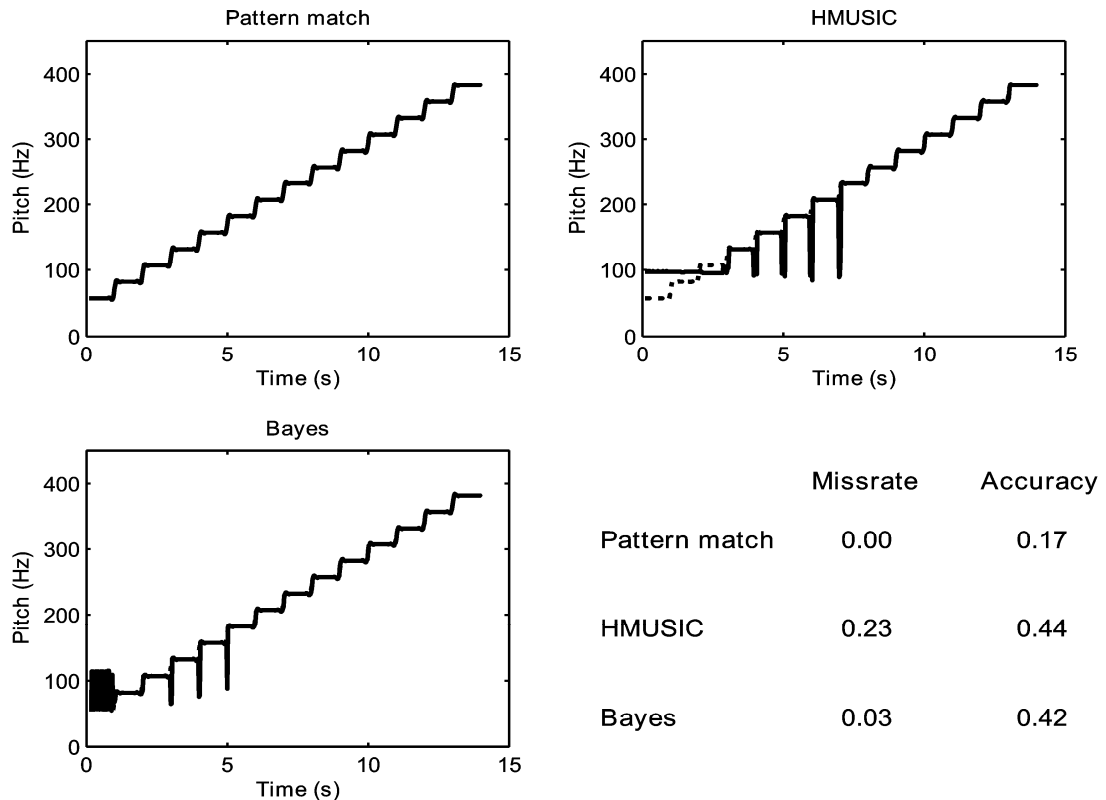 Pattern match
400
300
200
100
0
Pitch (Hz)
0 5 10 15
Time (s)
HMUSIC
400
300
200
100
0
Pitch (Hz)
0 5 10 15
Time (s)
Bayes
400
300
200
100
0
Pitch (Hz)
0 5 10 15
Time (s)
Missrate Accuracy
Pattern match 0.00 0.17
HMUSIC 0.23 0.44
Bayes 0.03 0.42